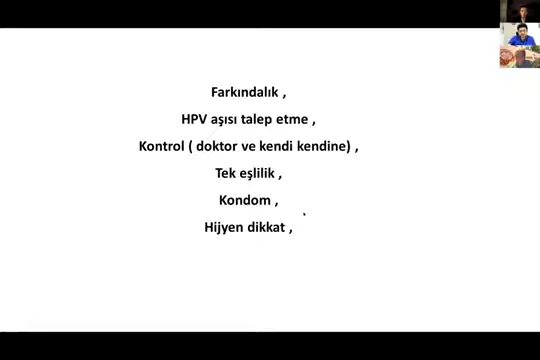 Farkındalık ,
HPV aşısı talep etme ,
Kontrol ( doktor ve kendi kendine) ,
Tek eşlilik ,
Kondom ,
Hijyen dikkat ,